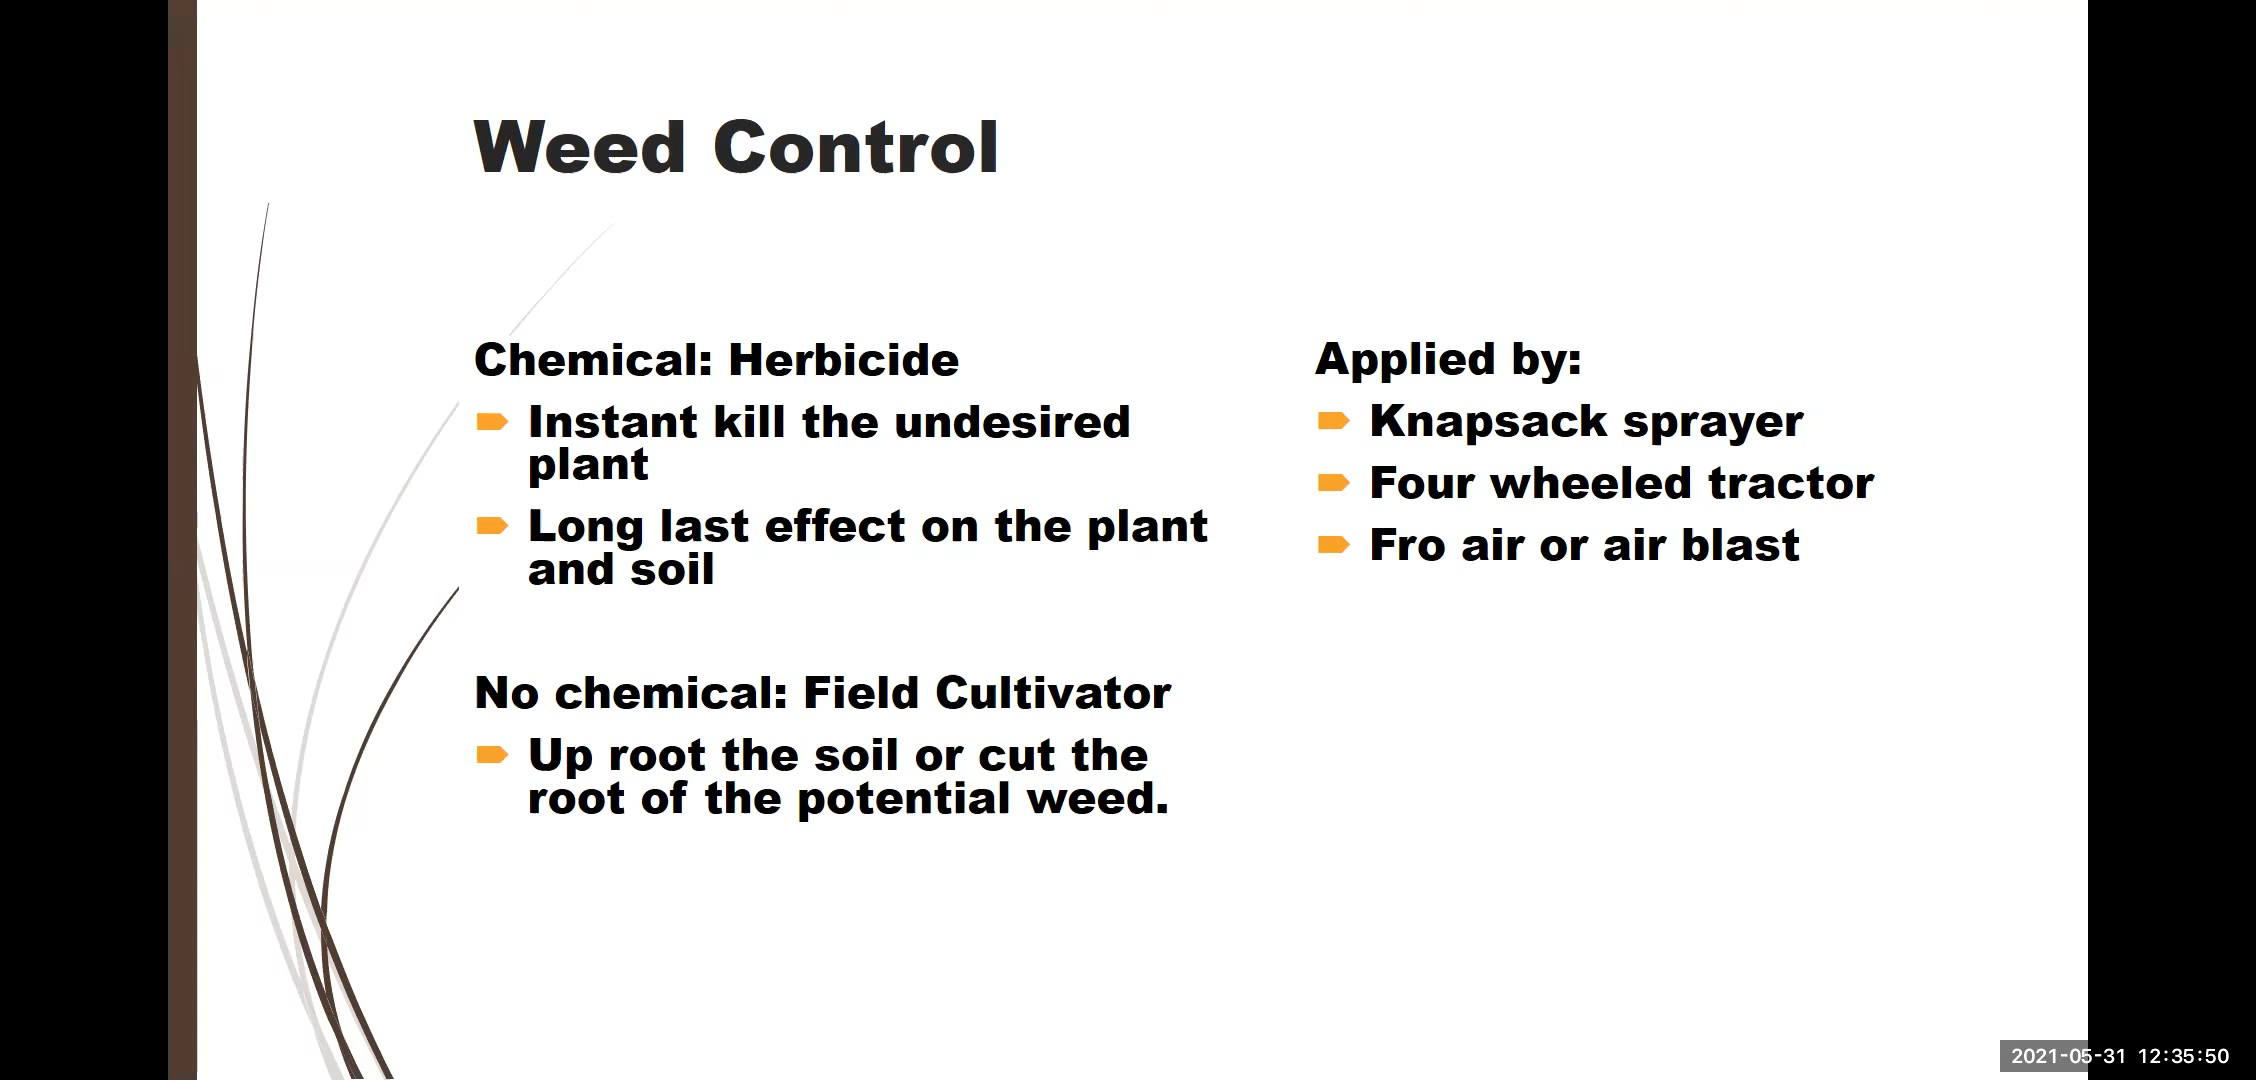 Weed Control
Chemical: Herbicide
Instant kill the undesired
plant
Long last effect on the plant
and soil
No chemical: Field Cultivator
Up root the soil or cut the
root of the potential weed.
Applied by:
Knapsack sprayer
Four wheeled tractor
Fro air or air blast
2021-05-31 12:35:50